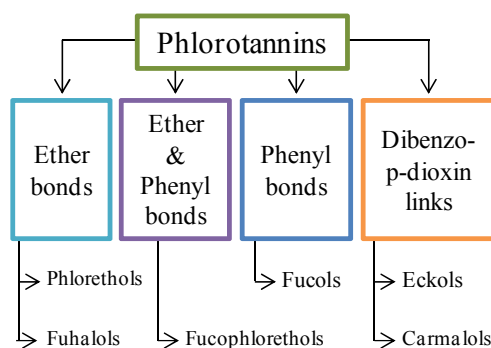 Phlorotannins
Ether
bonds
Ether
&
Phenyl
bonds
Phenyl
bonds
Dibenzo-
p-dioxin
links
Phlorethols
Fuhalols
Fucophlorethols
Fucols
Eckols
Carmalols